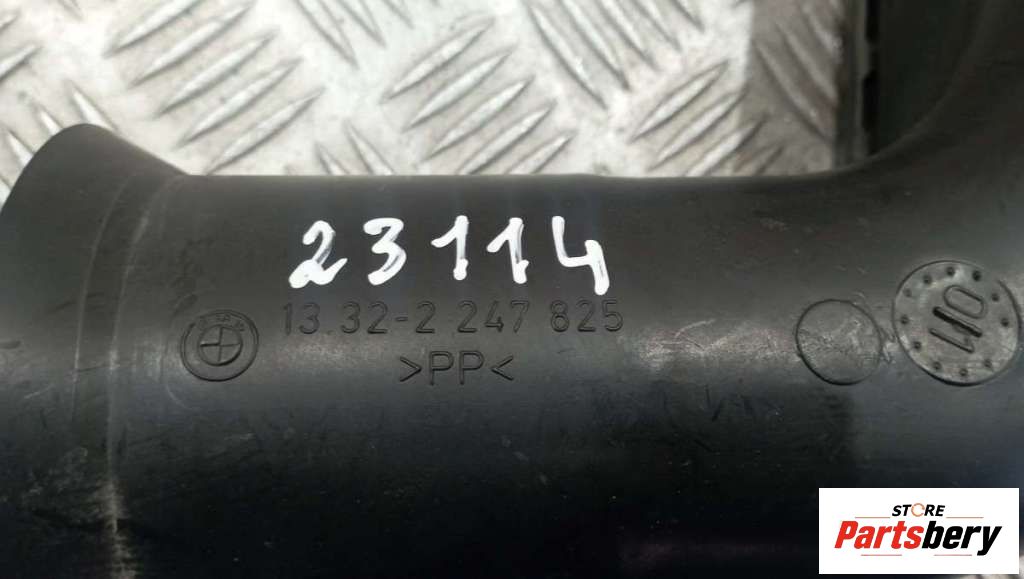 23114
13.32-2 247 825
>PP<
STORE
Partsbery